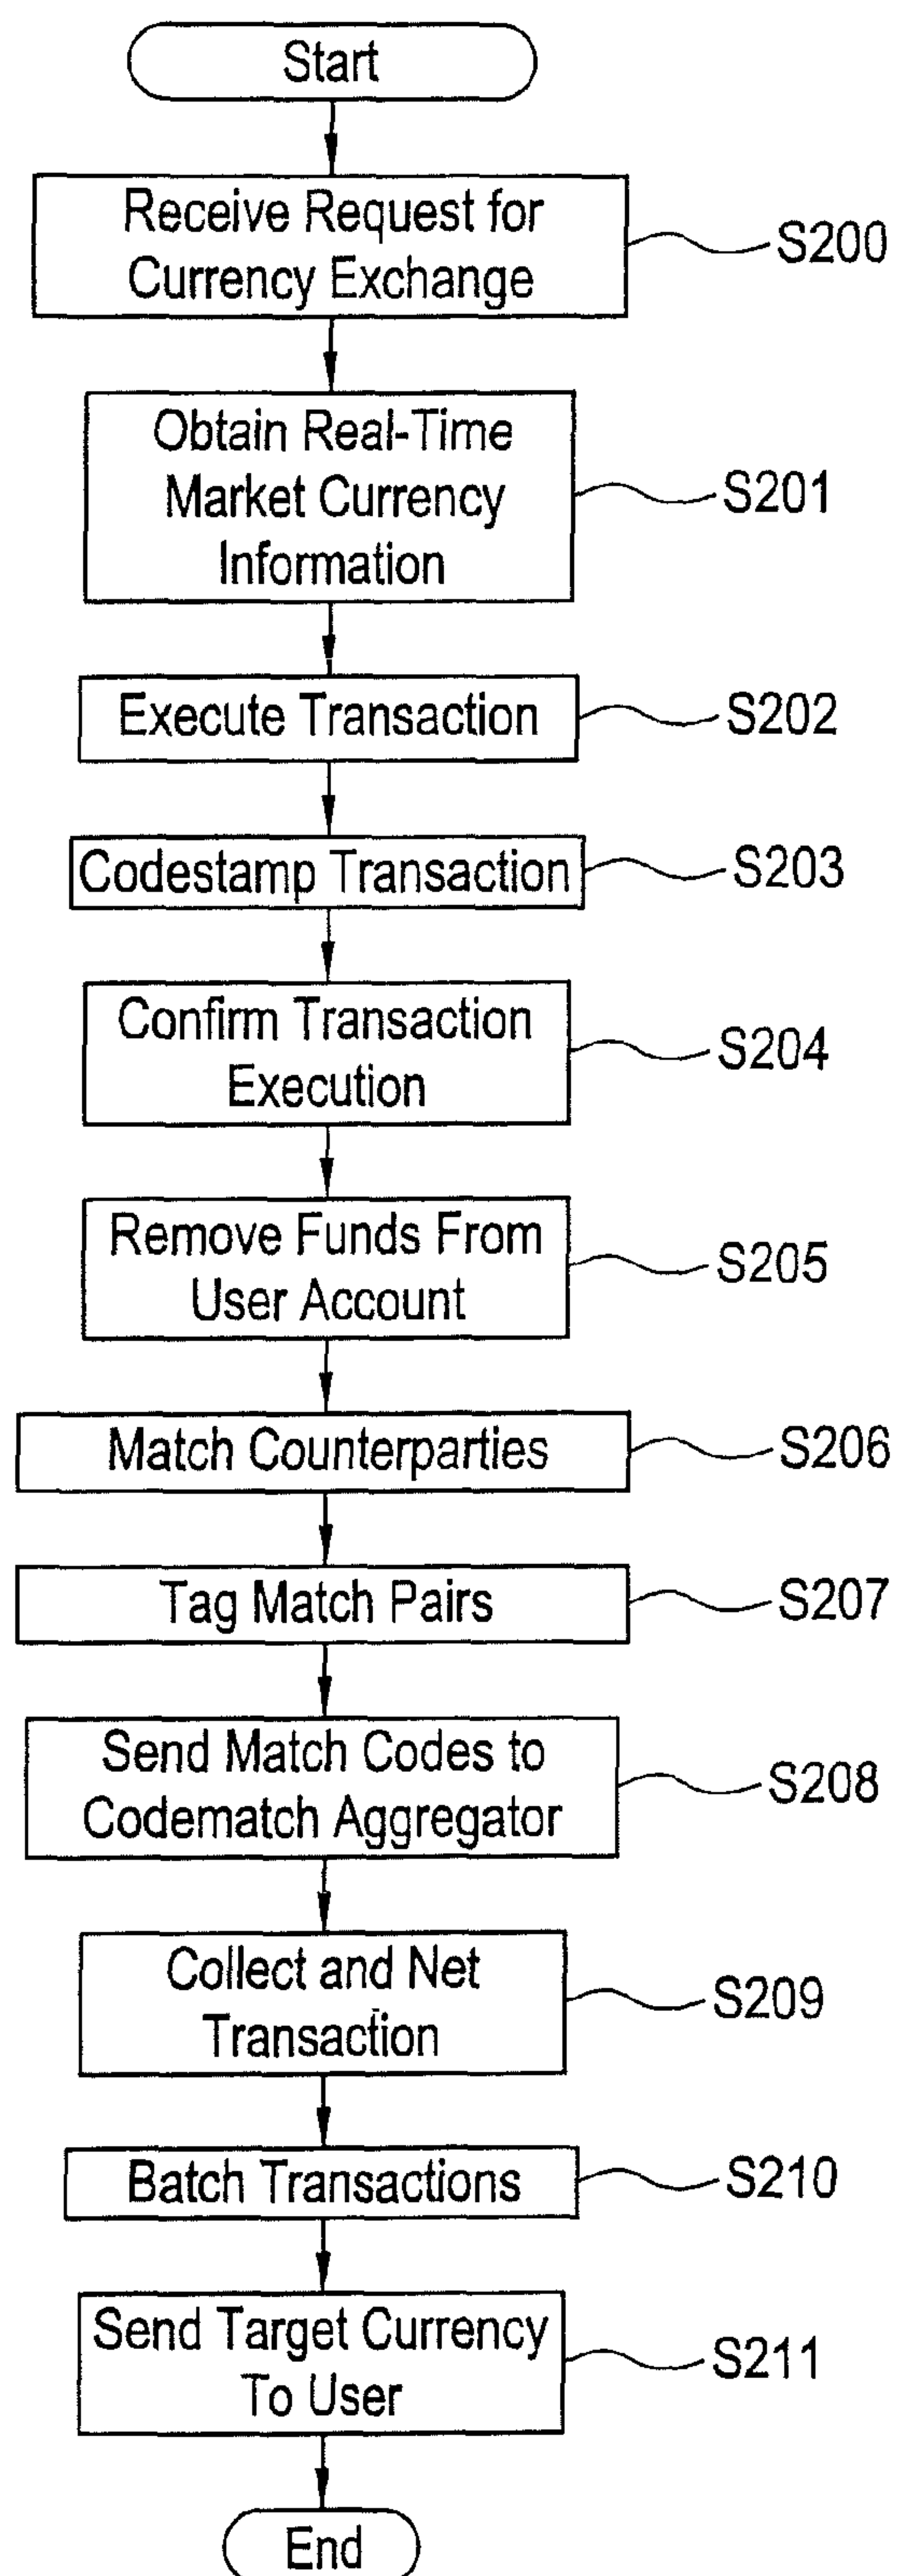 Start
Receive Request for
Currency Exchange
S200
Obtain Real-Time
Market Currency
Information
S201
Execute Transaction
S202
Codestamp Transaction
S203
Confirm Transaction
Execution
S204
Remove Funds From
User Account
S205
Match Counterparties
S206
Tag Match Pairs
S207
Send Match Codes to
Codematch Aggregator
S208
Collect and Net
Transaction
S209
Batch Transactions
S210
Send Target Currency
To User
S211
End